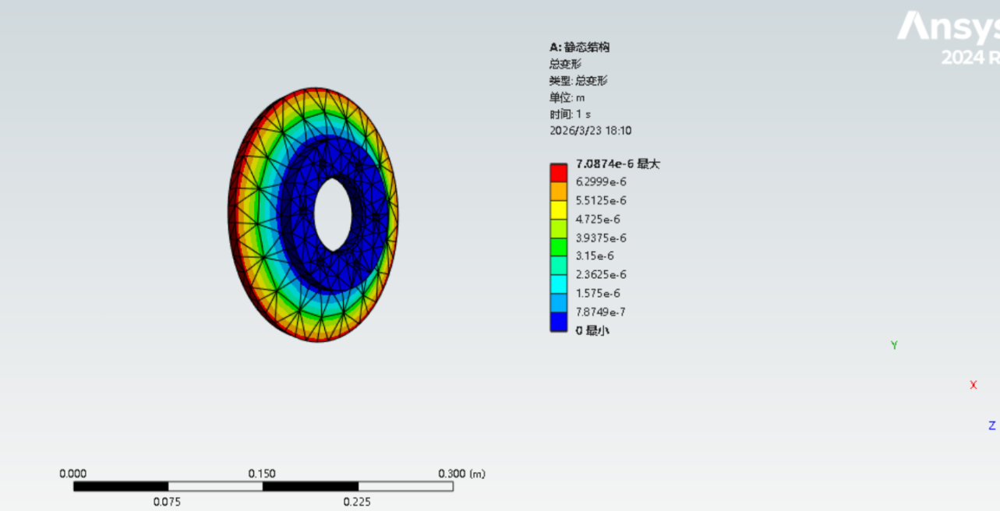 Ansys
2024 R
A: 静态结构
总变形
类型: 总变形
单位: m
时间: 1 s
2026/3/23 18:10
7.0874e-6 最大
6.2999e-6
5.5125e-6
4.725e-6
3.9375e-6
3.15e-6
2.3625e-6
1.575e-6
7.8749e-7
0 最小
Y
X
Z
0.000 0.150 0.300 (m)
0.075 0.225